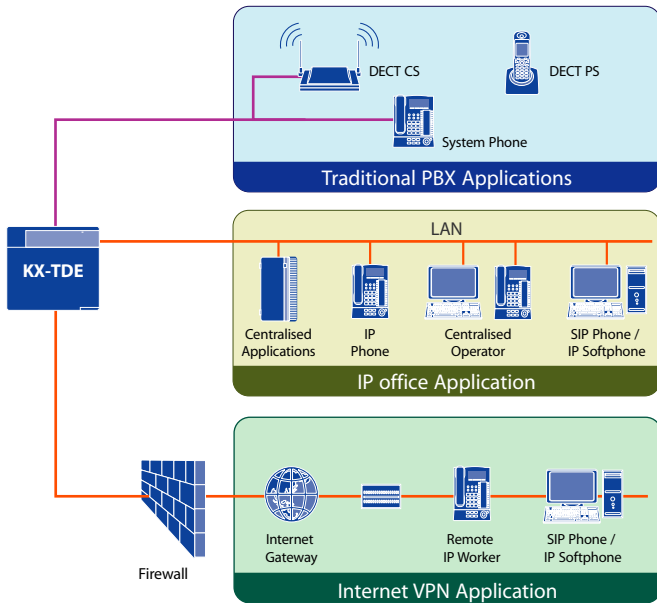 DECT CS
DECT PS
System Phone
Traditional PBX Applications
KX-TDE
LAN
Centralised
Applications
IP
Phone
Centralised
Operator
SIP Phone /
IP Softphone
IP office Application
Firewall
Internet
Gateway
Remote
IP Worker
SIP Phone /
IP Softphone
Internet VPN Application